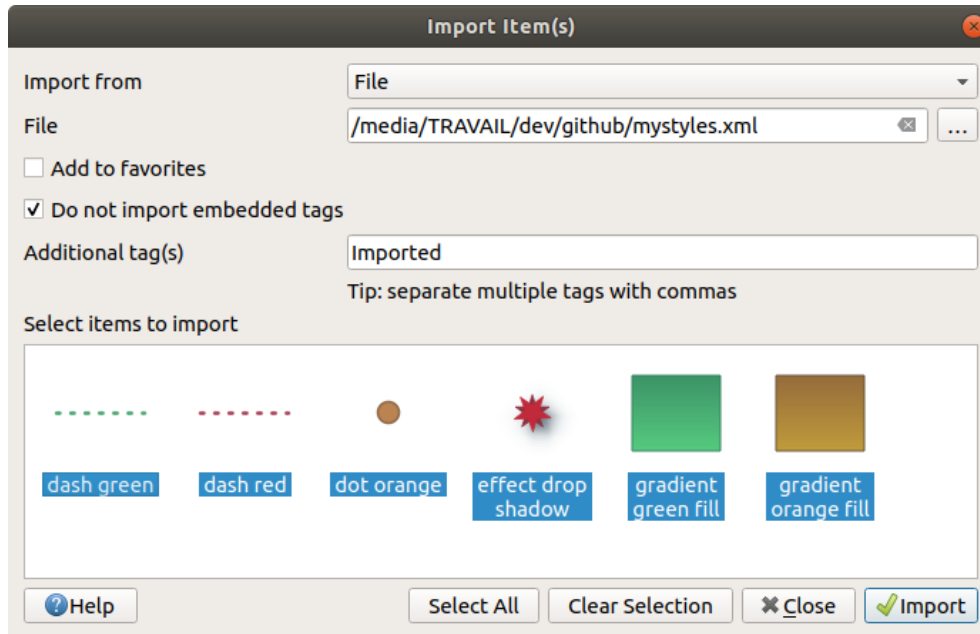 Import Item(s)
Import from
File
File
/media/TRAVAIL/dev/github/mystyles.xml
...
Add to favorites
Do not import embedded tags
Additional tag(s)
Imported
Tip: separate multiple tags with commas
Select items to import
dash green
dash red
dot orange
effect drop
shadow
gradient
green fill
gradient
orange fill
Help
Select All
Clear Selection
Close
Import